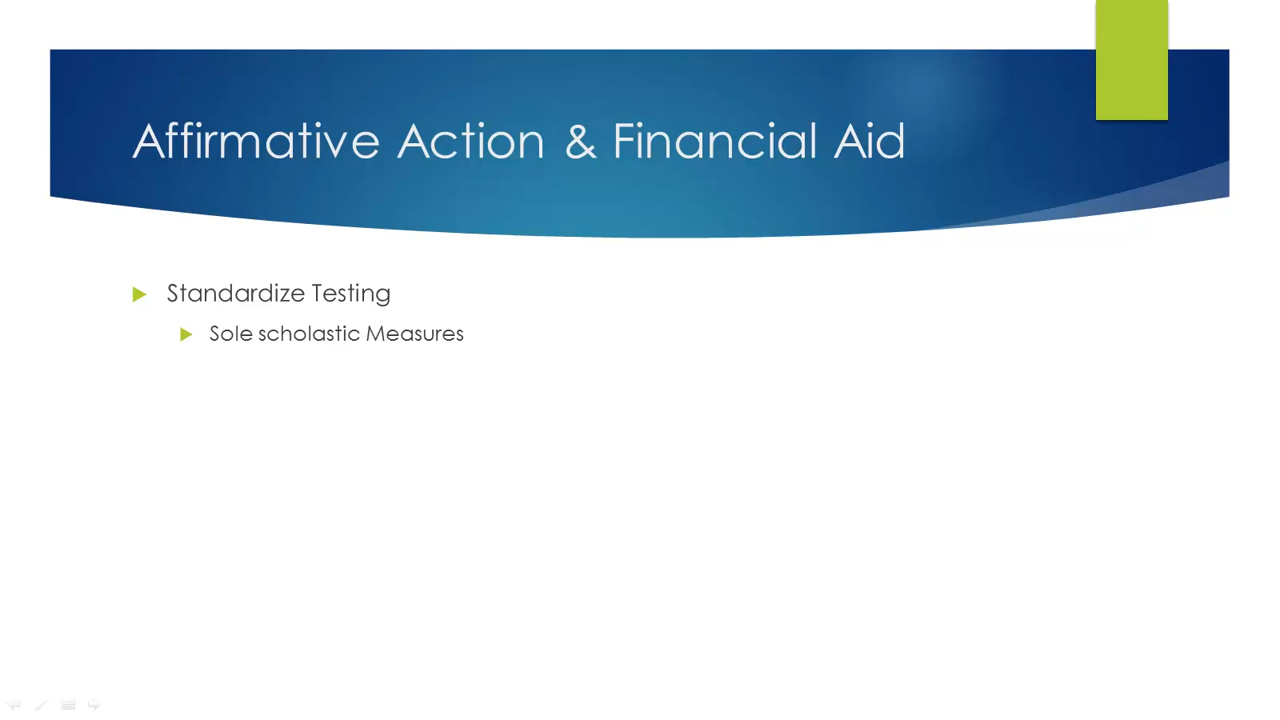 Affirmative Action & Financial Aid
Standardize Testing
Sole scholastic Measures